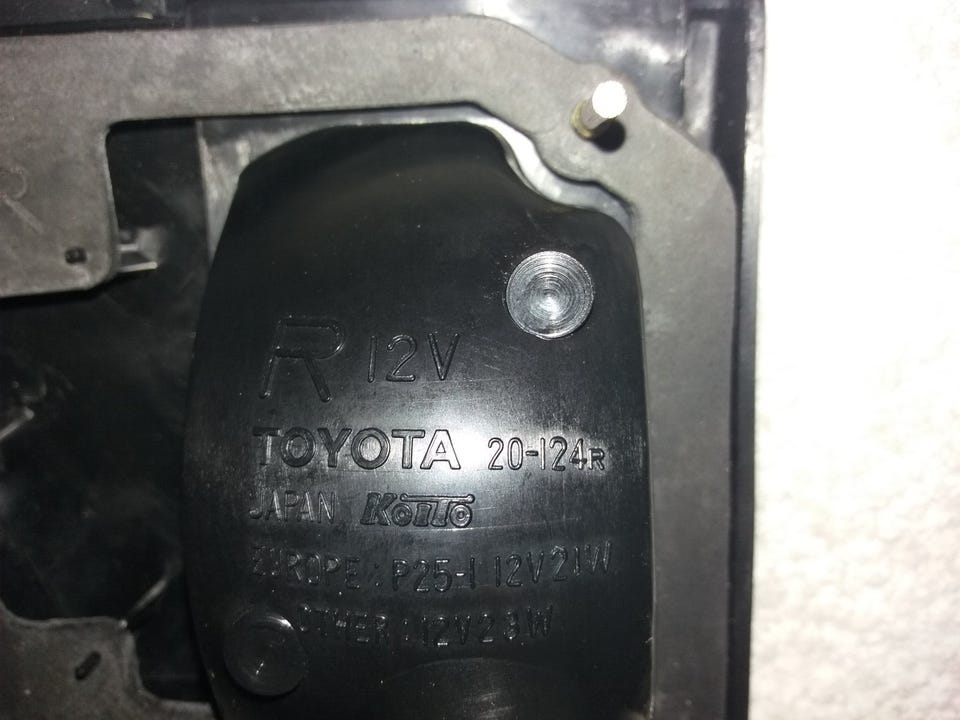 R
R 12V
TOYOTA 20-124R
JAPAN KOITO
EUROPE : P25-1 12V21W
OTHER : 12V23W